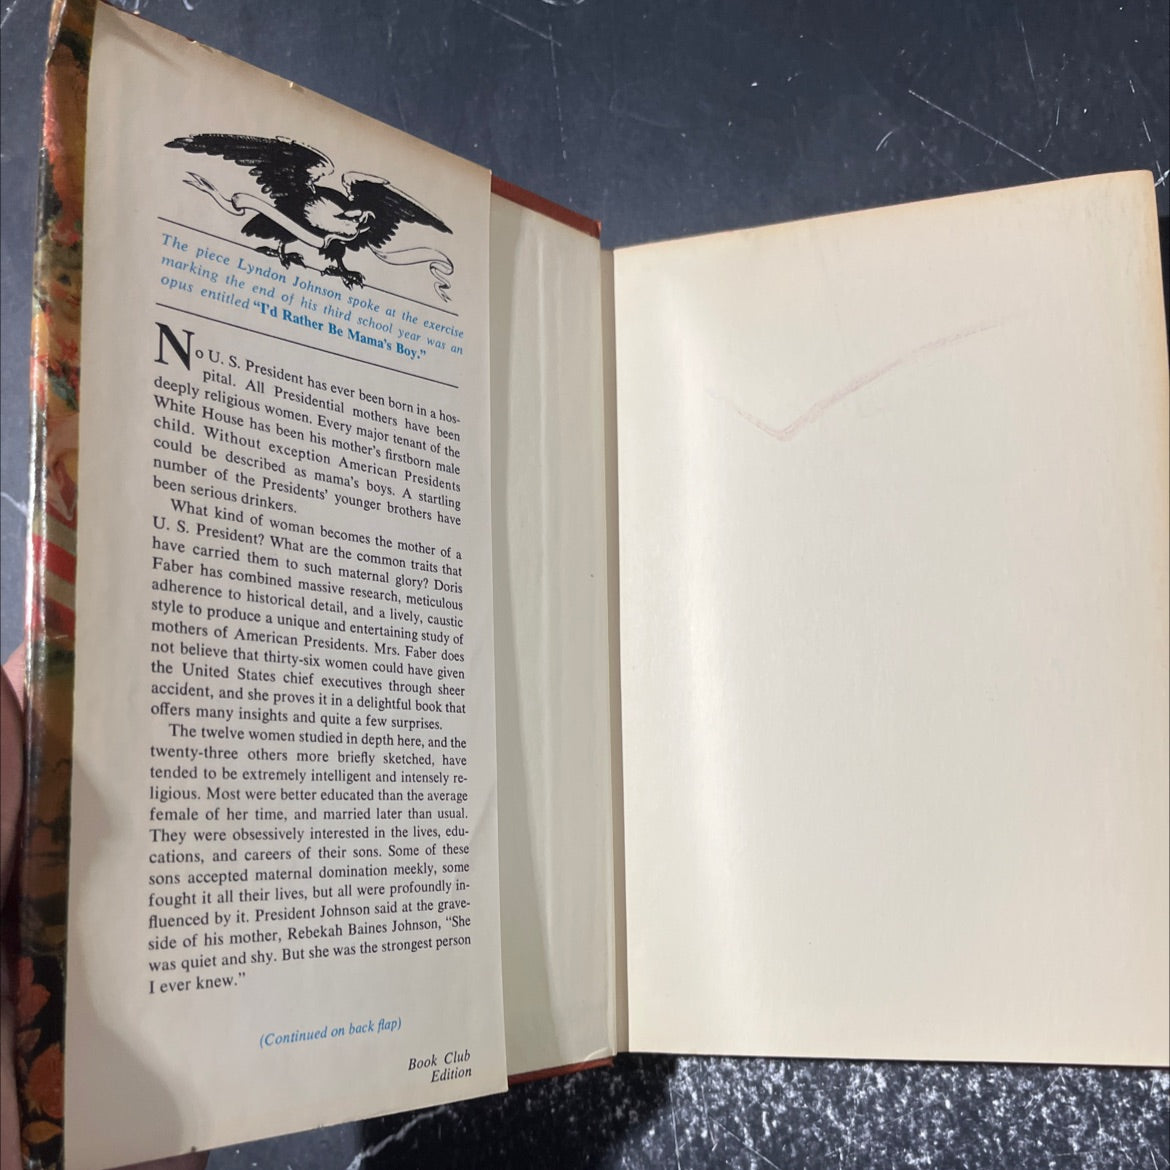 The piece Lyndon Johnson spoke at the exercise
marking the end of his third school year was an
opus entitled “I'd Rather Be Mama's Boy.”
No U. S. President has ever been born in a hos-
pital. All Presidential mothers have been
deeply religious women. Every major tenant of the
White House has been his mother's firstborn male
child. Without exception American Presidents
could be described as mama's boys. A startling
number of the Presidents' younger brothers have
been serious drinkers.
What kind of woman becomes the mother of a
U. S. President? What are the common traits that
have carried them to such maternal glory? Doris
Faber has combined massive research, meticulous
adherence to historical detail, and a lively, caustic
style to produce a unique and entertaining study of
mothers of American Presidents. Mrs. Faber does
not believe that thirty-six women could have given
the United States chief executives through sheer
accident, and she proves it in a delightful book that
offers many insights and quite a few surprises.
The twelve women studied in depth here, and the
twenty-three others more briefly sketched, have
tended to be extremely intelligent and intensely re-
ligious. Most were better educated than the average
female of her time, and married later than usual.
They were obsessively interested in the lives, edu-
cations, and careers of their sons. Some of these
sons accepted maternal domination meekly, some
fought it all their lives, but all were profoundly in-
fluenced by it. President Johnson said at the grave-
side of his mother, Rebekah Baines Johnson, “She
was quiet and shy. But she was the strongest person
I ever knew.”
(Continued on back flap)
Book Club
Edition